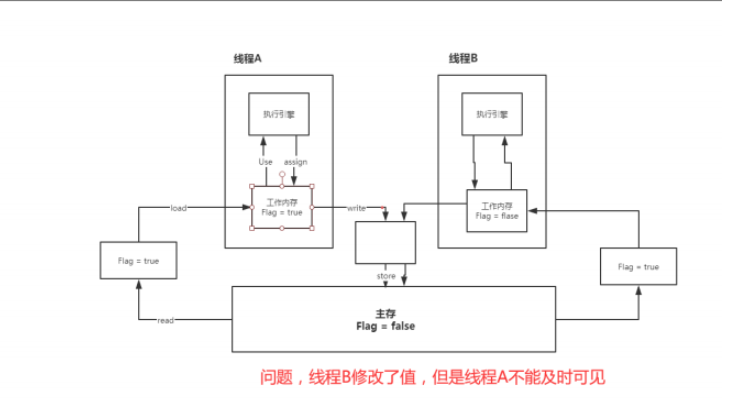 线程A
线程B
执行引擎
执行引擎
Use
assign
工作内存
Flag = true
工作内存
Flag = flase
load
write
Flag = true
Flag = true
store
主存
Flag = false
read
问题，线程B修改了值，但是线程A不能及时可见